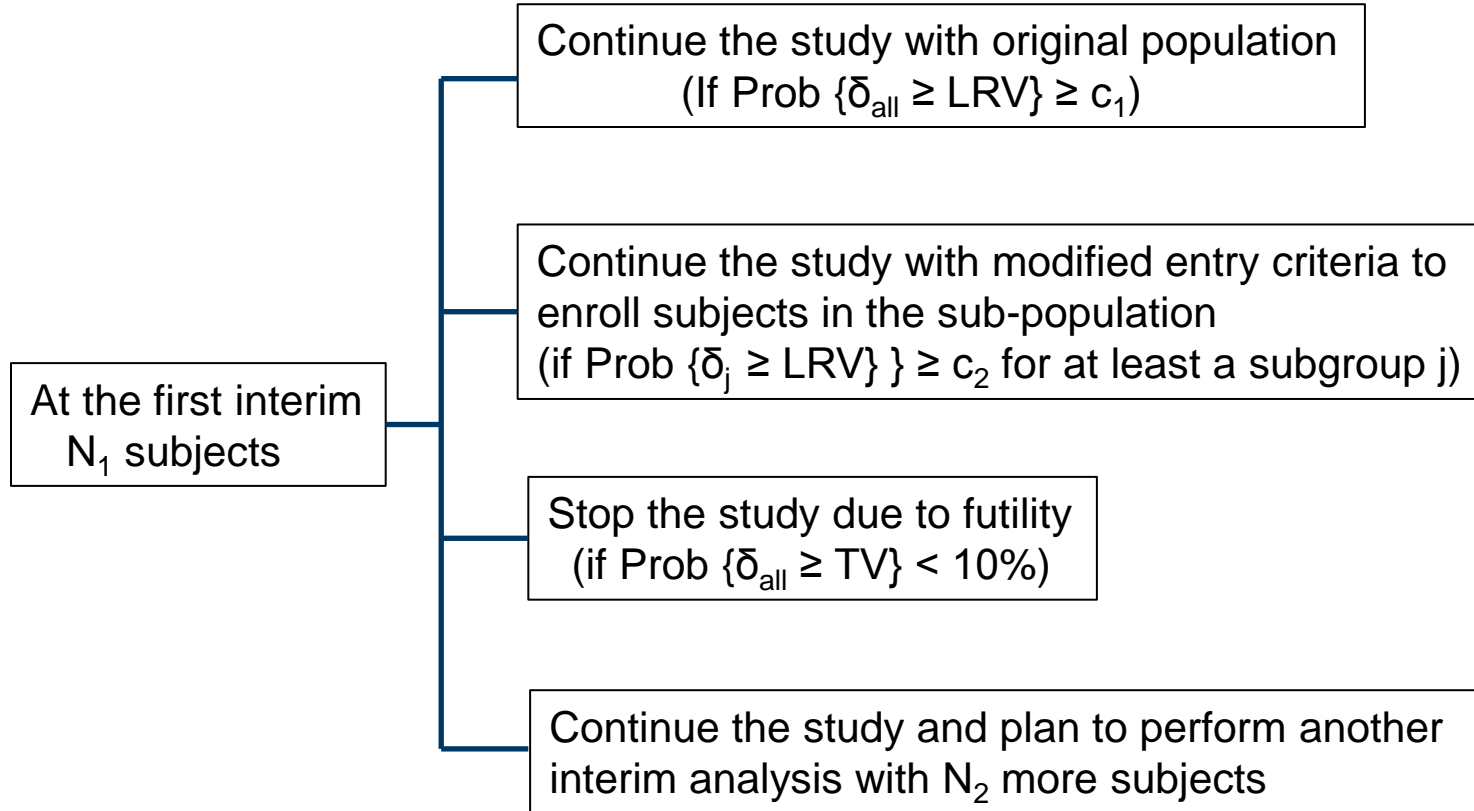 Continue the study with original population
(If Prob {δall ≥ LRV} ≥ c1)
Continue the study with modified entry criteria to
enroll subjects in the sub-population
(if Prob {δj ≥ LRV} } ≥ c2 for at least a subgroup j)
At the first interim
N1 subjects
Stop the study due to futility
(if Prob {δall ≥ TV} < 10%)
Continue the study and plan to perform another
interim analysis with N2 more subjects